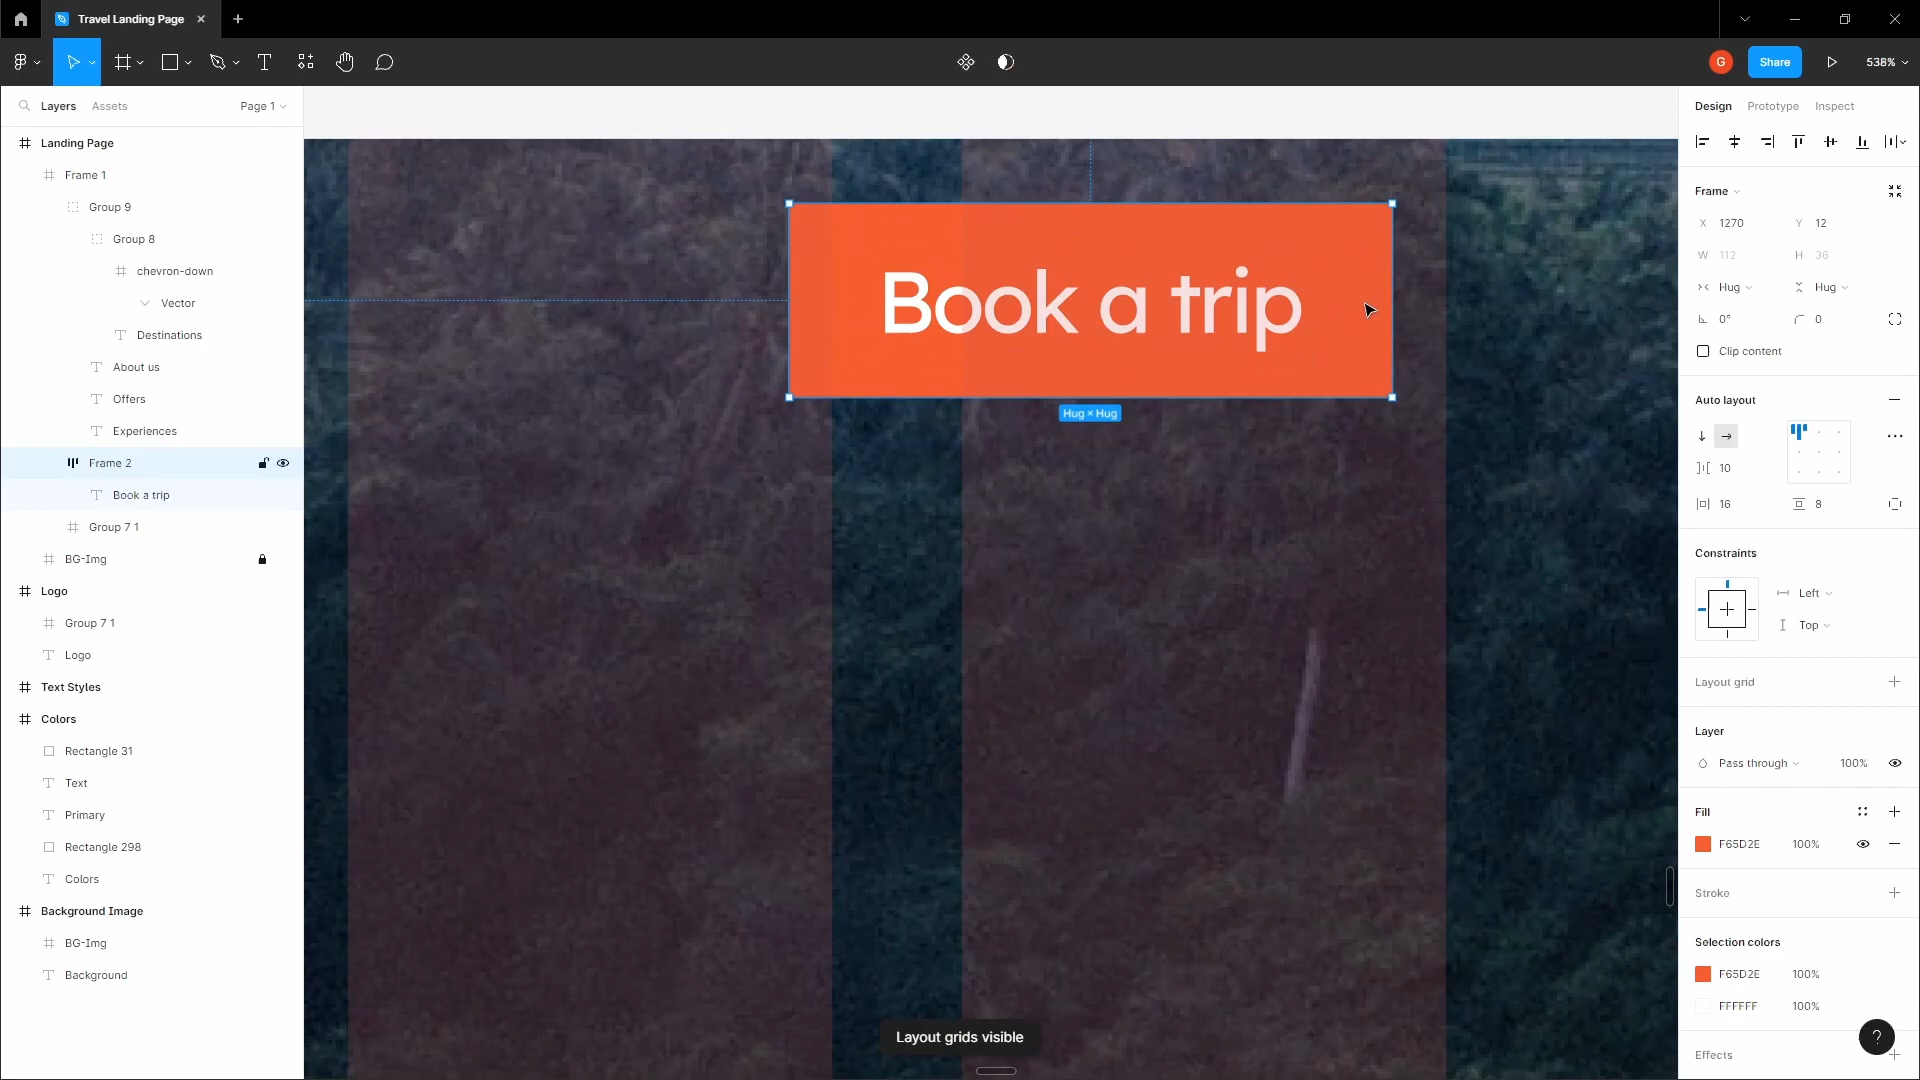 Travel Landing Page
538%
G
Share
Layers
Assets
Page 1
Landing Page
Frame 1
Group 9
Group 8
chevron-down
Vector
Destinations
About us
Offers
Experiences
Frame 2
Book a trip
Group 7 1
BG-Img
Logo
Group 7 1
Logo
Text Styles
Colors
Rectangle 31
Text
Primary
Rectangle 298
Colors
Background Image
BG-Img
Background
Book a trip
Hug × Hug
Layout grids visible
Design
Prototype
Inspect
Frame
X 1270 Y 12
W 112 H 36
Hug Hug
0° 0
Clip content
Auto layout
10
16 8
Constraints
Left
Top
Layout grid
Layer
Pass through 100%
Fill
F65D2E 100%
Stroke
Selection colors
F65D2E 100%
FFFFFF 100%
Effects
?